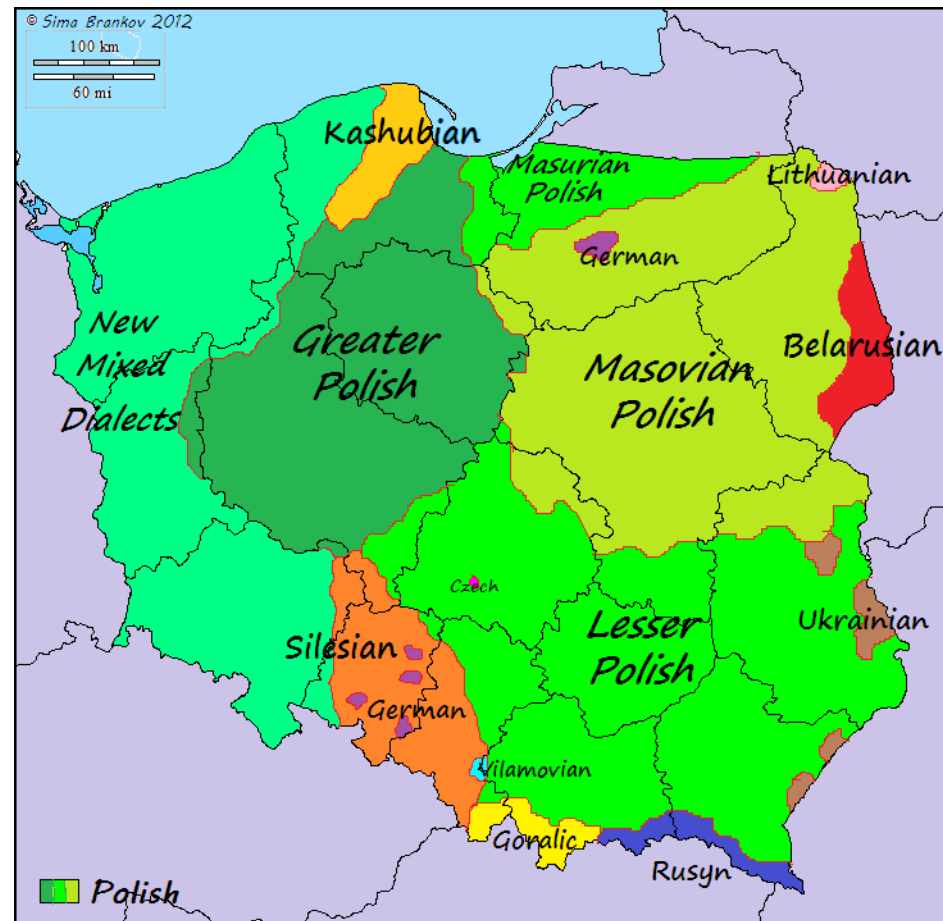 © Sima Brankov 2012
100 km
60 mi
Kashubian
Masurian
Polish
Lithuanian
German
New
Mixed
Dialects
Greater
Polish
Masovian
Polish
Belarusian
Czech
Silesian
German
Lesser
Polish
Ukrainian
Vilamovian
Goralic
Rusyn
Polish